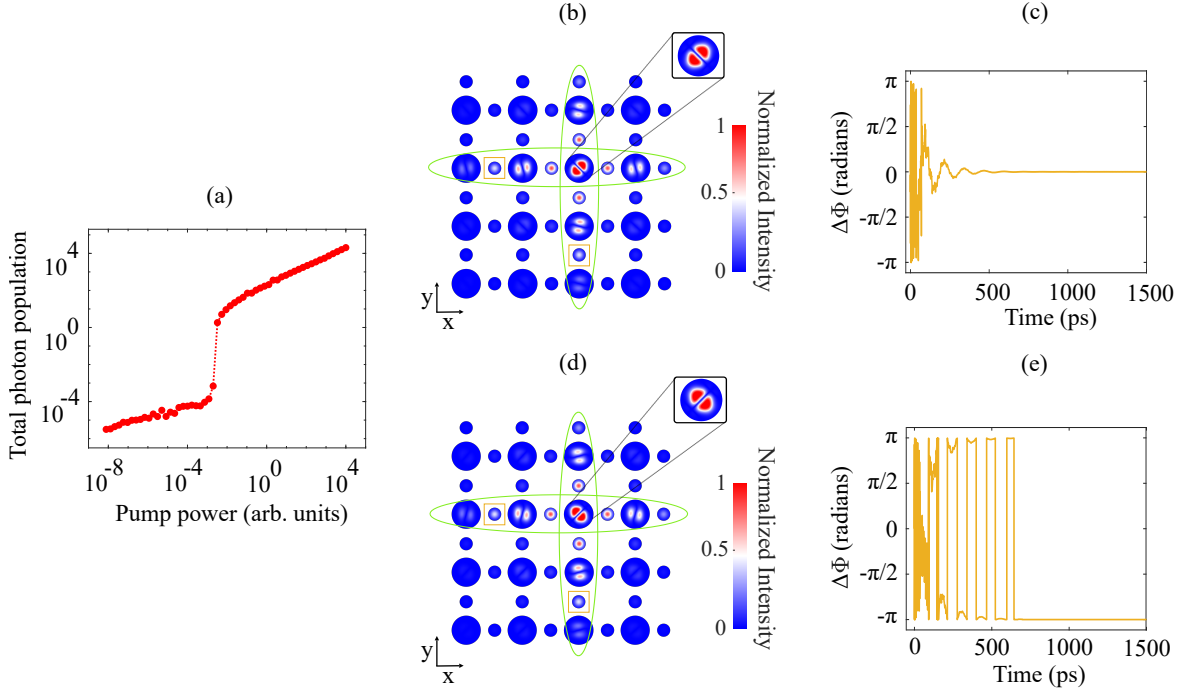 (a)
Total photon population
10^4
10^0
10^-4
10^-8 10^-4 10^0 10^4
Pump power (arb. units)
(b)
Normalized Intensity
1
0.5
0
y
x
(c)
ΔΦ (radians)
π
π/2
0
-π/2
-π
0 500 1000 1500
Time (ps)
(d)
Normalized Intensity
1
0.5
0
y
x
(e)
ΔΦ (radians)
π
π/2
0
-π/2
-π
0 500 1000 1500
Time (ps)